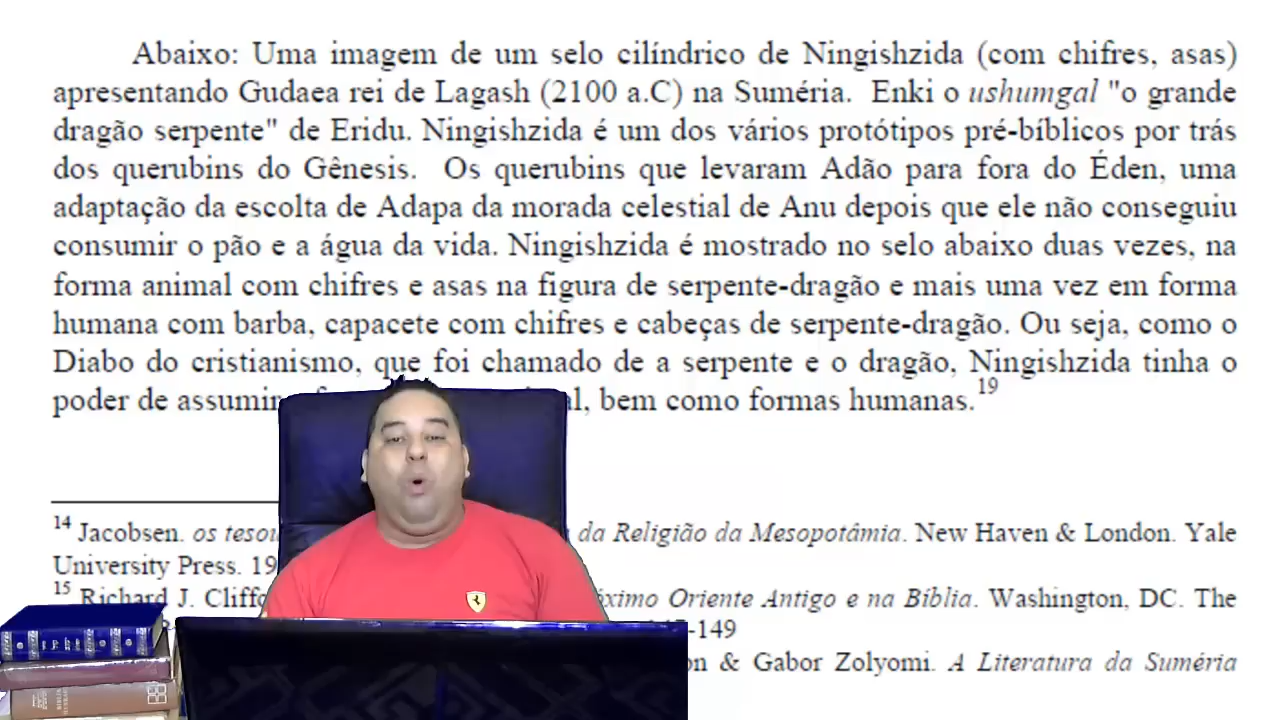 Abaixo: Uma imagem de um selo cilíndrico de Ningishzida (com chifres, asas)
apresentando Gudaea rei de Lagash (2100 a.C) na Suméria. Enki o ushumgal "o grande
dragão serpente" de Eridu. Ningishzida é um dos vários protótipos pré-bíblicos por trás
dos querubins do Gênesis. Os querubins que levaram Adão para fora do Éden, uma
adaptação da escolta de Adapa da morada celestial de Anu depois que ele não conseguiu
consumir o pão e a água da vida. Ningishzida é mostrado no selo abaixo duas vezes, na
forma animal com chifres e asas na figura de serpente-dragão e mais uma vez em forma
humana com barba, capacete com chifres e cabeças de serpente-dragão. Ou seja, como o
Diabo do cristianismo, que foi chamado de a serpente e o dragão, Ningishzida tinha o
poder de bem como formas humanas.19
14 Jacobsen. os da Religião da Mesopotâmia. New Haven & London. Yale
University Press.
15 Richard J. Oriente Antigo e na Bíblia. Washington, DC. The
-149
& Gabor Zolyomi. A Literatura da Suméria